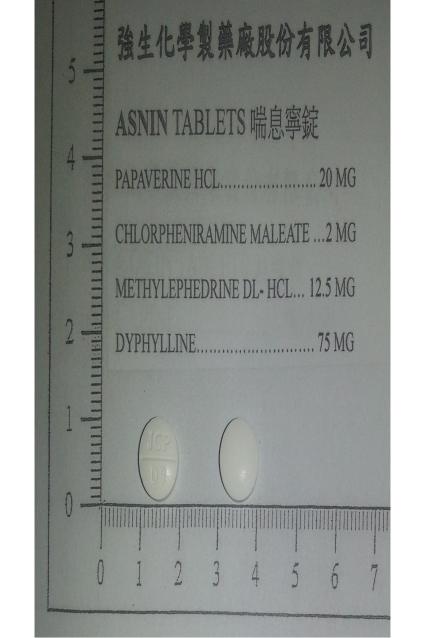 強生化學製藥廠股份有限公司
ASNIN TABLETS 喘息寧錠
PAPAVERINE HCL...................... 20 MG
CHLORPHENIRAMINE MALEATE ...2 MG
METHYLEPHEDRINE DL- HCL... 12.5 MG
DYPHYLLINE............................ 75 MG
5
4
3
2
1
0
JCP
0 1 2 3 4 5 6 7